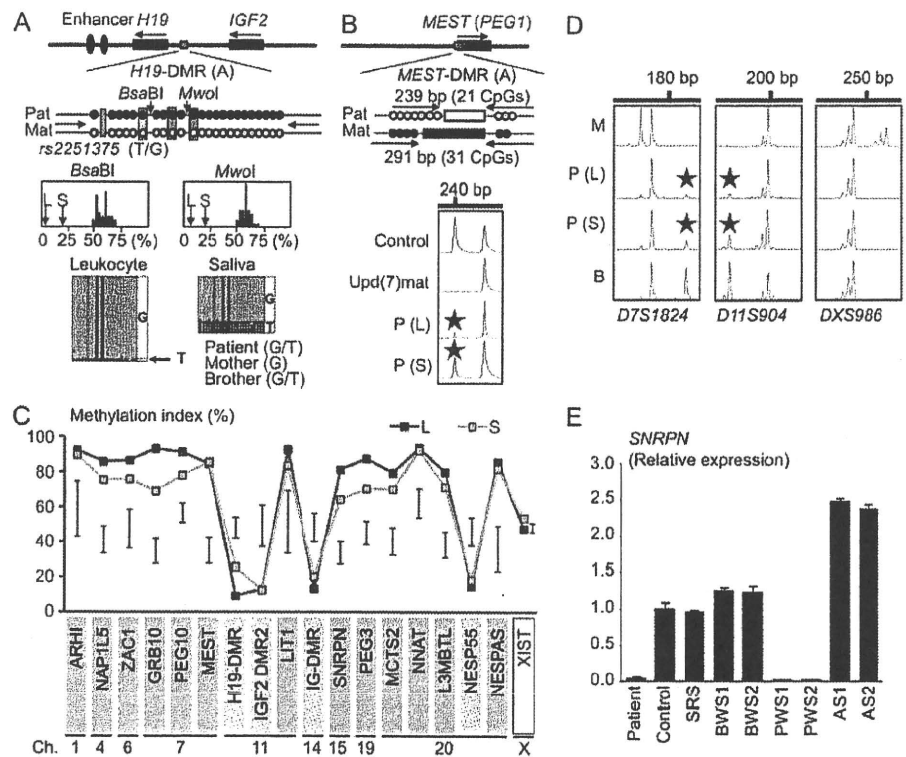 A
Enhancer H19 IGF2
H19-DMR (A)
BsaBI MwoI
Pat
Mat
rs2251375 (T/G)
BsaBI MwoI
L S L S
0 25 50 75 (%) 0 25 50 75 (%)
Leukocyte Saliva
G G
T T
Patient (G/T)
Mother (G)
Brother (G/T)
B
MEST (PEG1)
MEST-DMR (A)
239 bp (21 CpGs)
Pat
Mat
291 bp (31 CpGs)
240 bp
Control
Upd(7)mat
P (L)
P (S)
D
180 bp 200 bp 250 bp
M
P (L)
P (S)
B
D7S1824 D11S904 DXS986
C
Methylation index (%)
L S
100
80
60
40
20
0
ARHI NAP1L5 ZAC1 GRB10 PEG10 MEST H19-DMR IGF2 DMR2 LIT1 IG-DMR SNRPN PEG3 MCTS2 NNAT L3MBTL NESP55 NESPAS XIST
Ch. 1 4 6 7 11 14 15 19 20 X
E
SNRPN
(Relative expression)
3.0
2.5
2.0
1.5
1.0
0.5
0.0
Patient Control SRS BWS1 BWS2 PWS1 PWS2 AS1 AS2